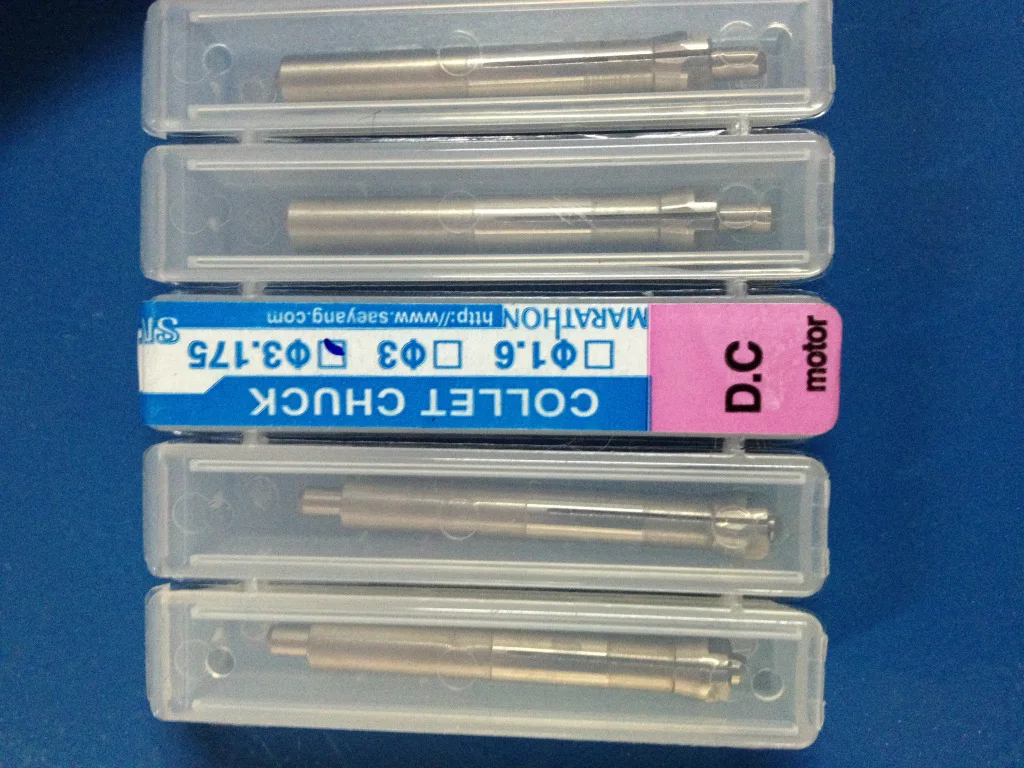 COLLET CHUCK
□Φ1.6 □Φ3 ☑Φ3.175
MARATHON http://www.saeyang.com
D.C
motor